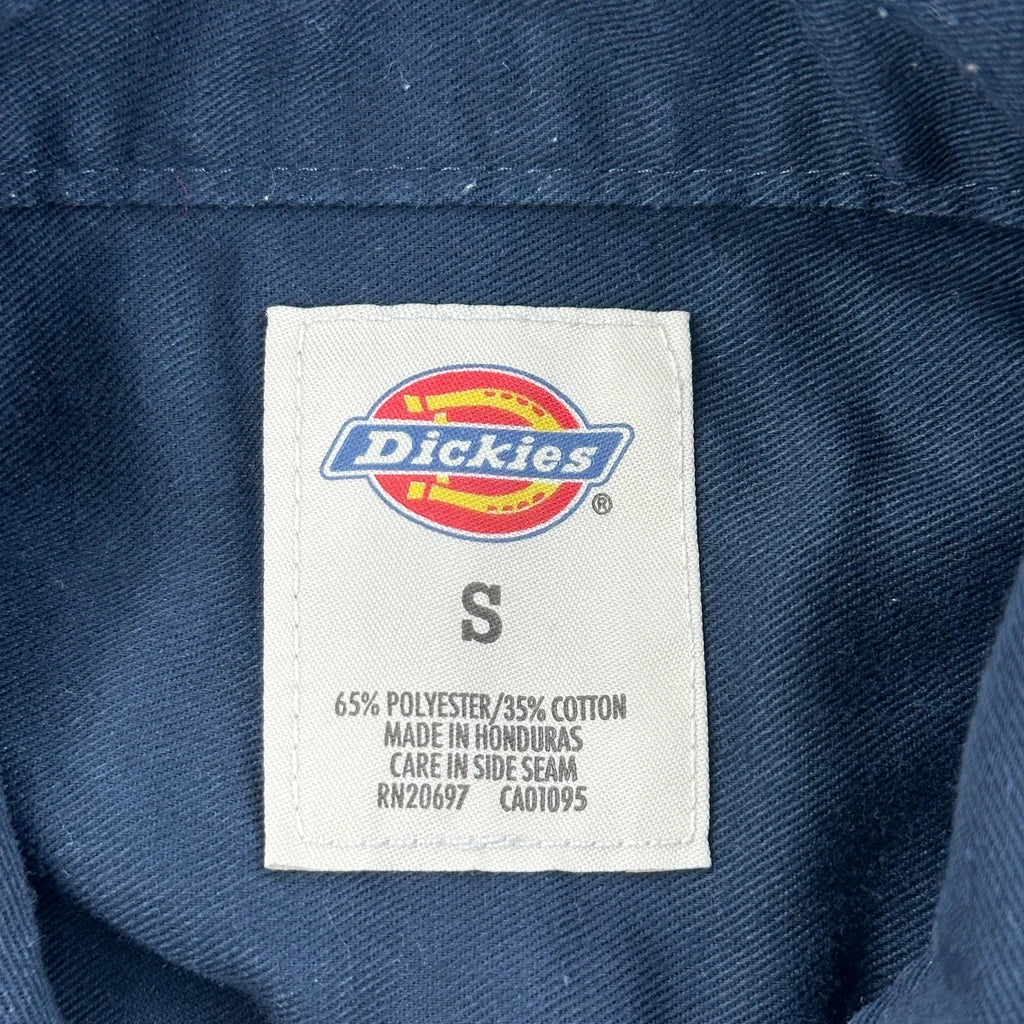 Dickies
®
S
65% POLYESTER/35% COTTON
MADE IN HONDURAS
CARE IN SIDE SEAM
RN20697 CA01095